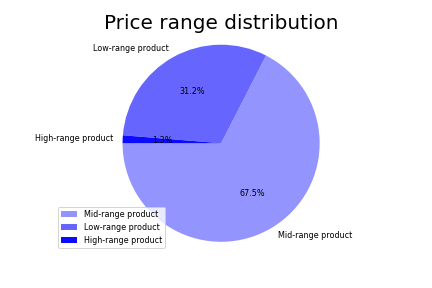 Price range distribution
Low-range product
31.2%
High-range product
1.3%
67.5%
Mid-range product
Mid-range product
Low-range product
High-range product